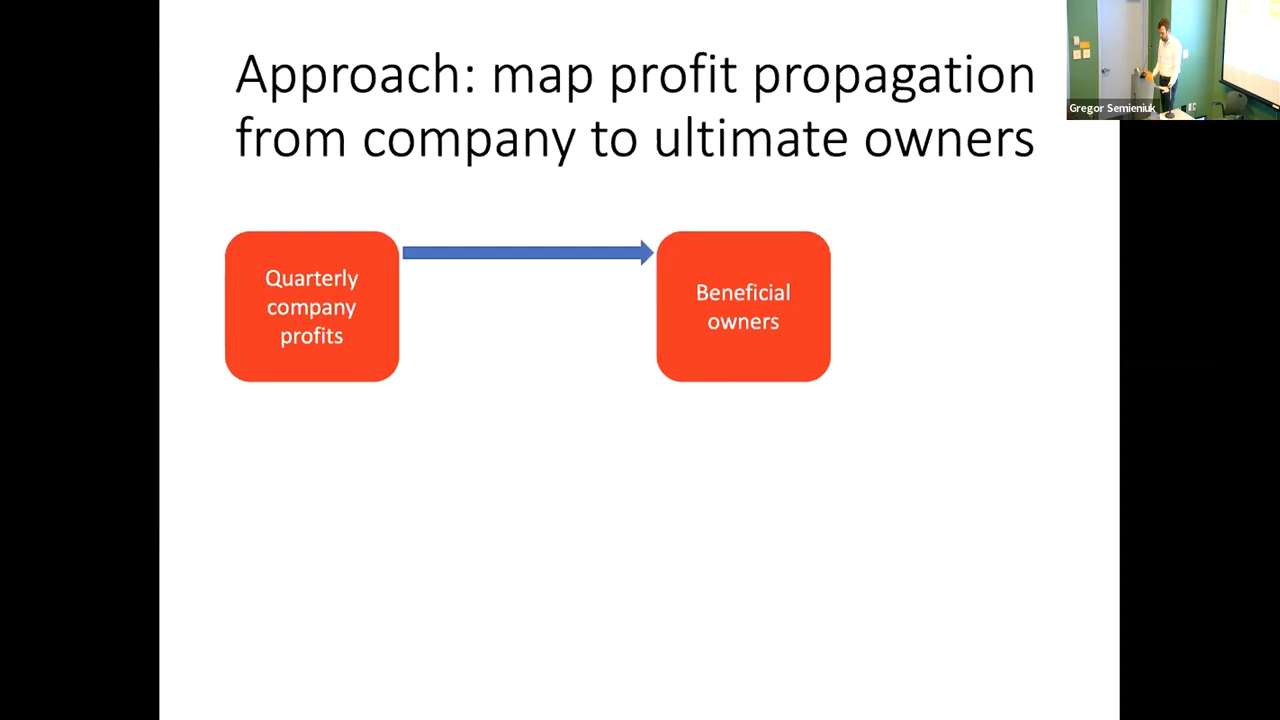 Approach: map profit propagation
from company to ultimate owners
Quarterly
company
profits
Beneficial
owners
Gregor Semieniuk